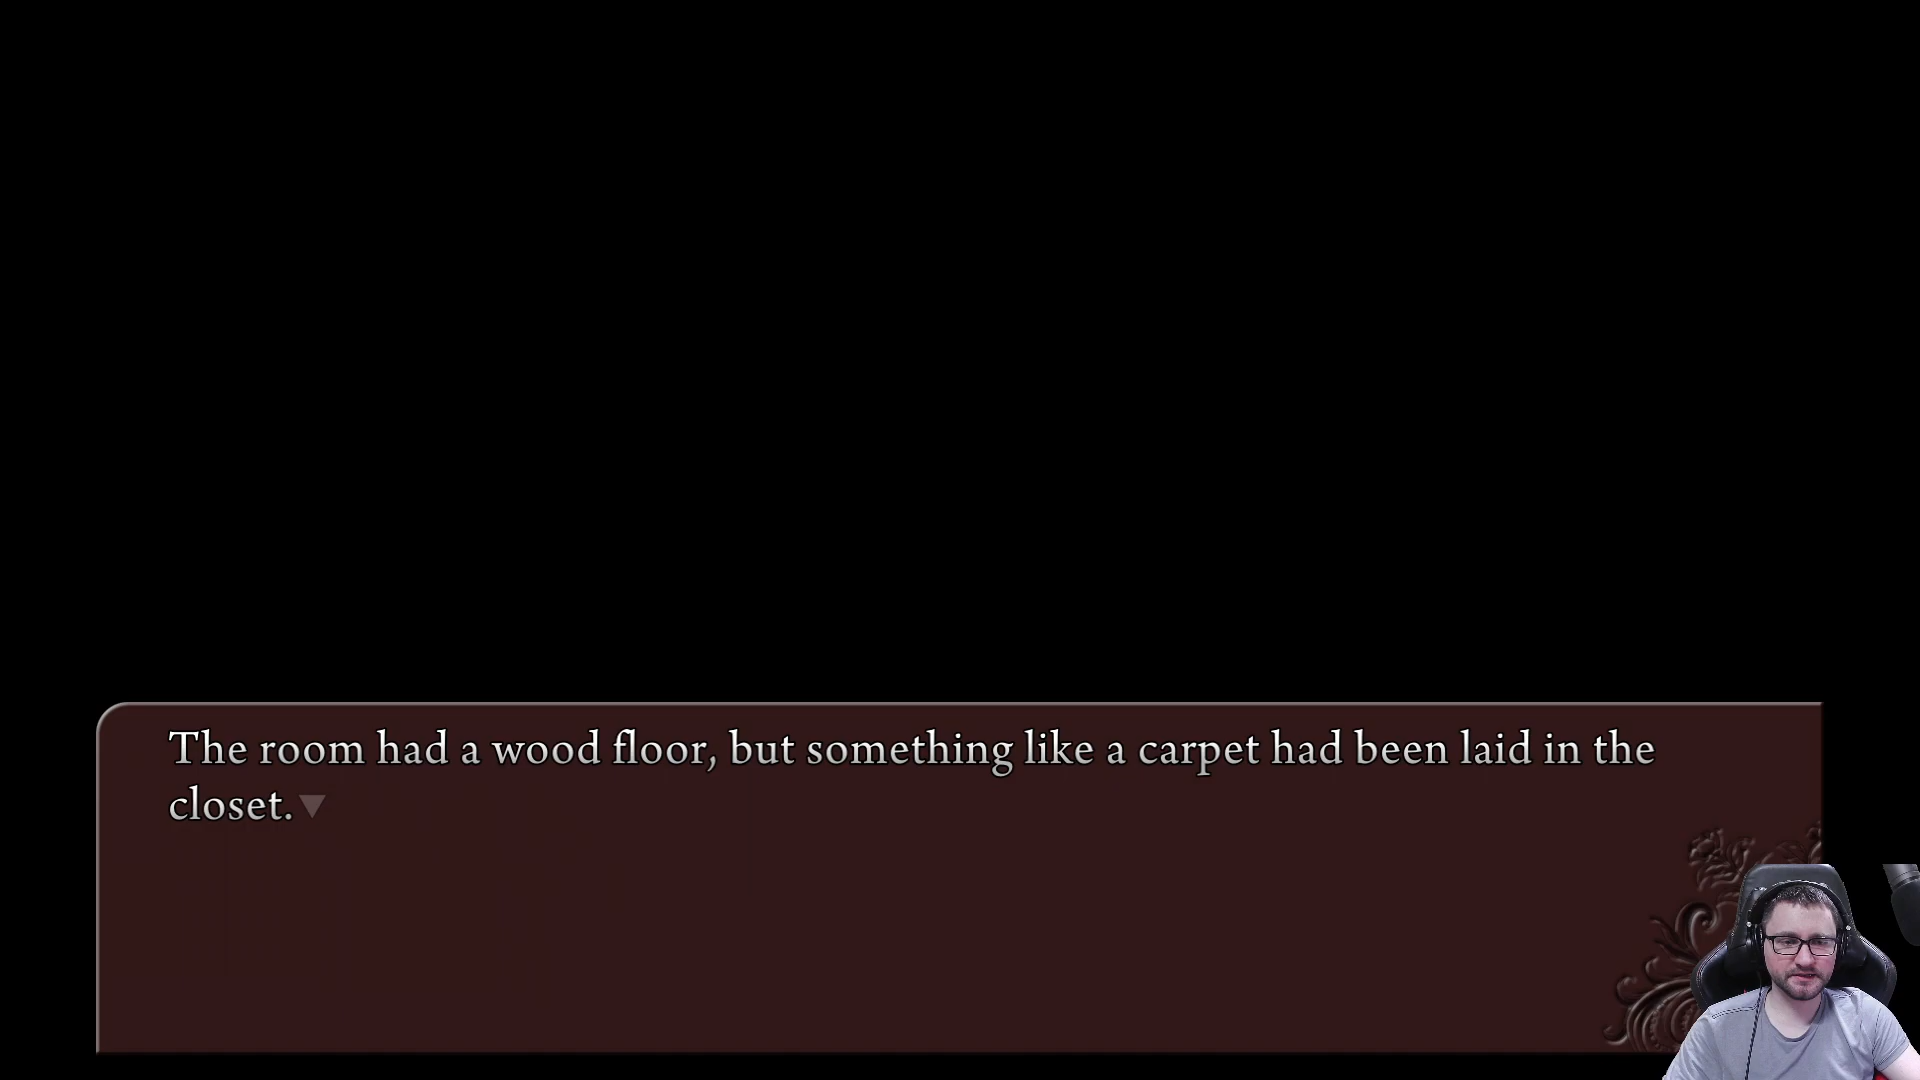 The room had a wood floor, but something like a carpet had been laid in the
closet.